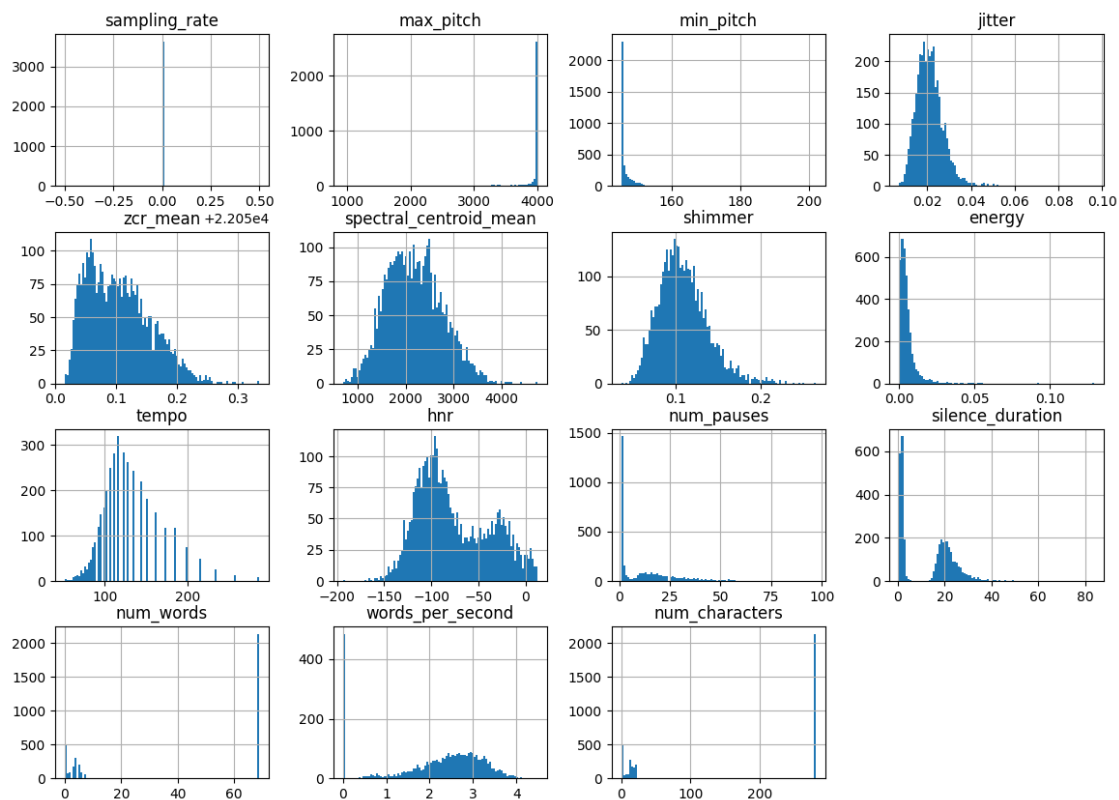 sampling_rate
3000
2000
1000
0
−0.50 −0.25 0.00 0.25 0.50
+2.205e4
max_pitch
2000
1000
0
1000 2000 3000 4000
min_pitch
2000
1500
1000
500
0
160 180 200
jitter
200
150
100
50
0
0.02 0.04 0.06 0.08 0.10
zcr_mean
100
75
50
25
0
0.0 0.1 0.2 0.3
spectral_centroid_mean
100
75
50
25
0
1000 2000 3000 4000
shimmer
100
50
0
0.1 0.2
energy
600
400
200
0
0.00 0.05 0.10
tempo
300
200
100
0
100 200
hnr
100
75
50
25
0
−200 −150 −100 −50 0
num_pauses
1500
1000
500
0
0 25 50 75 100
silence_duration
600
400
200
0
0 20 40 60 80
num_words
2000
1500
1000
500
0
0 20 40 60
words_per_second
400
200
0
0 1 2 3 4
num_characters
2000
1500
1000
500
0
0 100 200